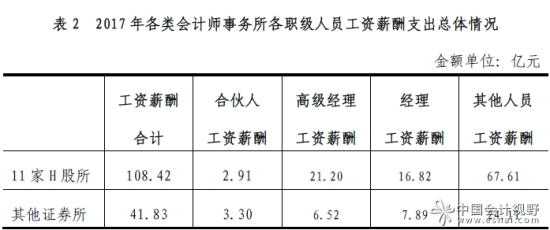 表 2 2017 年各类会计师事务所各职级人员工资薪酬支出总体情况
金额单位：亿元
工资薪酬 合伙人 高级经理 经理 其他人员
合计 工资薪酬 工资薪酬 工资薪酬 工资薪酬
11 家 H 股所 108.42 2.91 21.20 16.82 67.61
其他证券所 41.83 3.30 6.52 7.89
中国会计视野
www.esnai.com